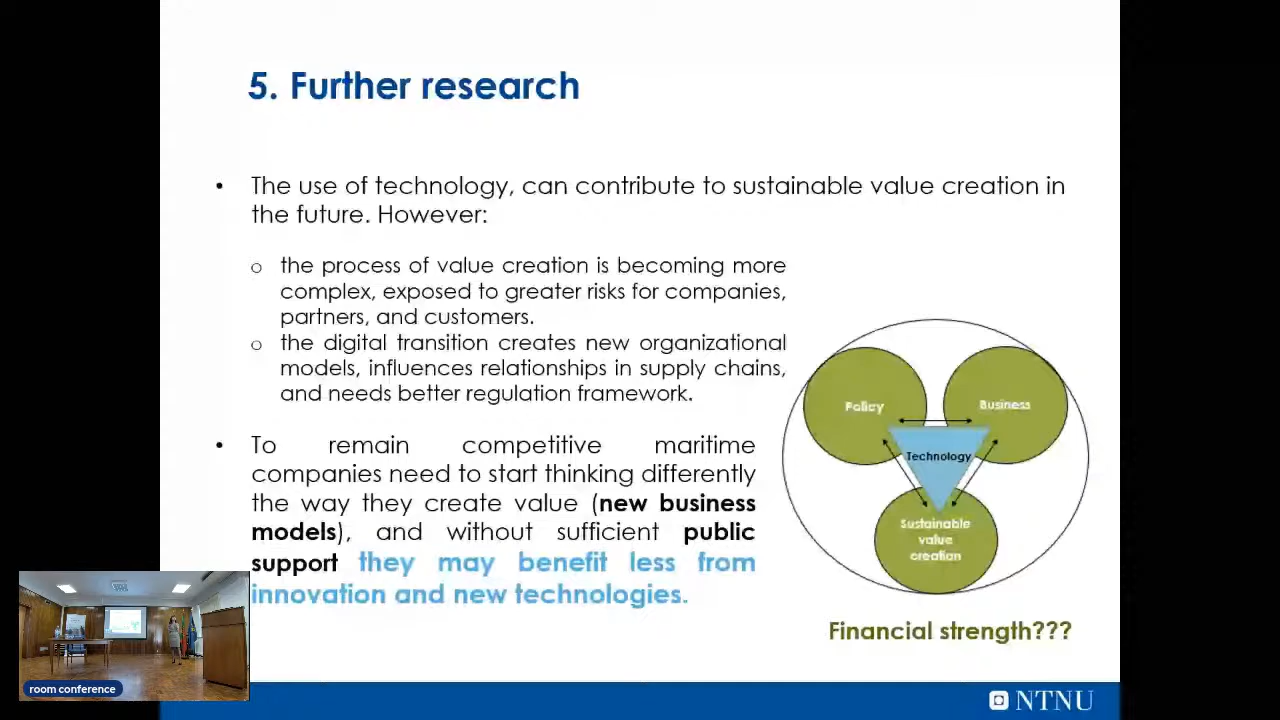 5. Further research
• The use of technology, can contribute to sustainable value creation in
the future. However:
o the process of value creation is becoming more
complex, exposed to greater risks for companies,
partners, and customers.
o the digital transition creates new organizational
models, influences relationships in supply chains,
and needs better regulation framework.
• To remain competitive maritime
companies need to start thinking differently
the way they create value (new business
models), and without sufficient public
support they may benefit less from
innovation and new technologies.
Policy
Business
Technology
Sustainable
value
creation
Financial strength???
room conference
NTNU